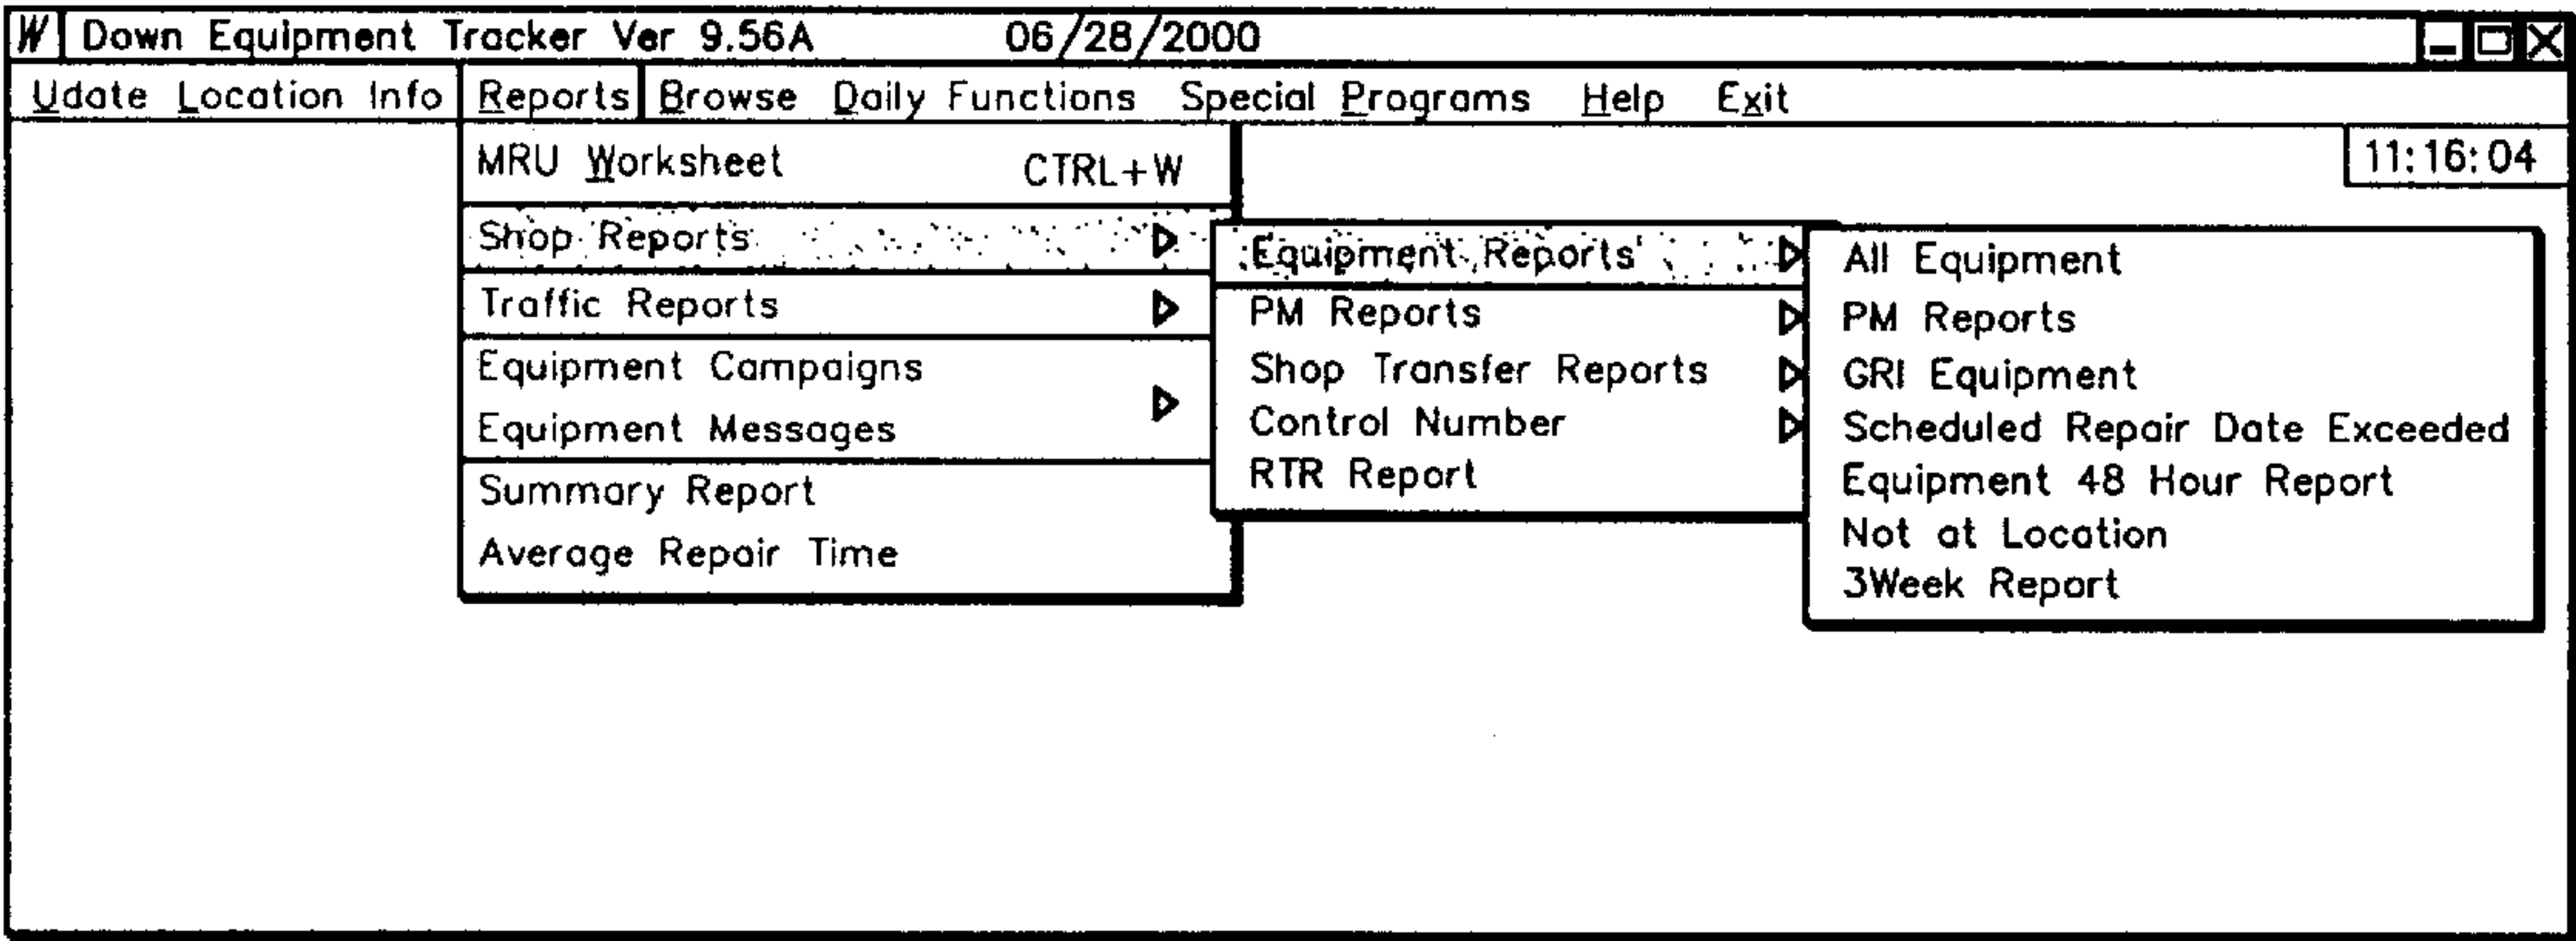 W Down Equipment Tracker Ver 9.56A 06/28/2000
Udate Location Info Reports Browse Daily Functions Special Programs Help Exit
11:16:04
MRU Worksheet CTRL+W
Shop Reports
Traffic Reports
Equipment Campaigns
Equipment Messages
Summary Report
Average Repair Time
Equipment Reports
PM Reports
Shop Transfer Reports
Control Number
RTR Report
All Equipment
PM Reports
GRI Equipment
Scheduled Repair Date Exceeded
Equipment 48 Hour Report
Not at Location
3Week Report